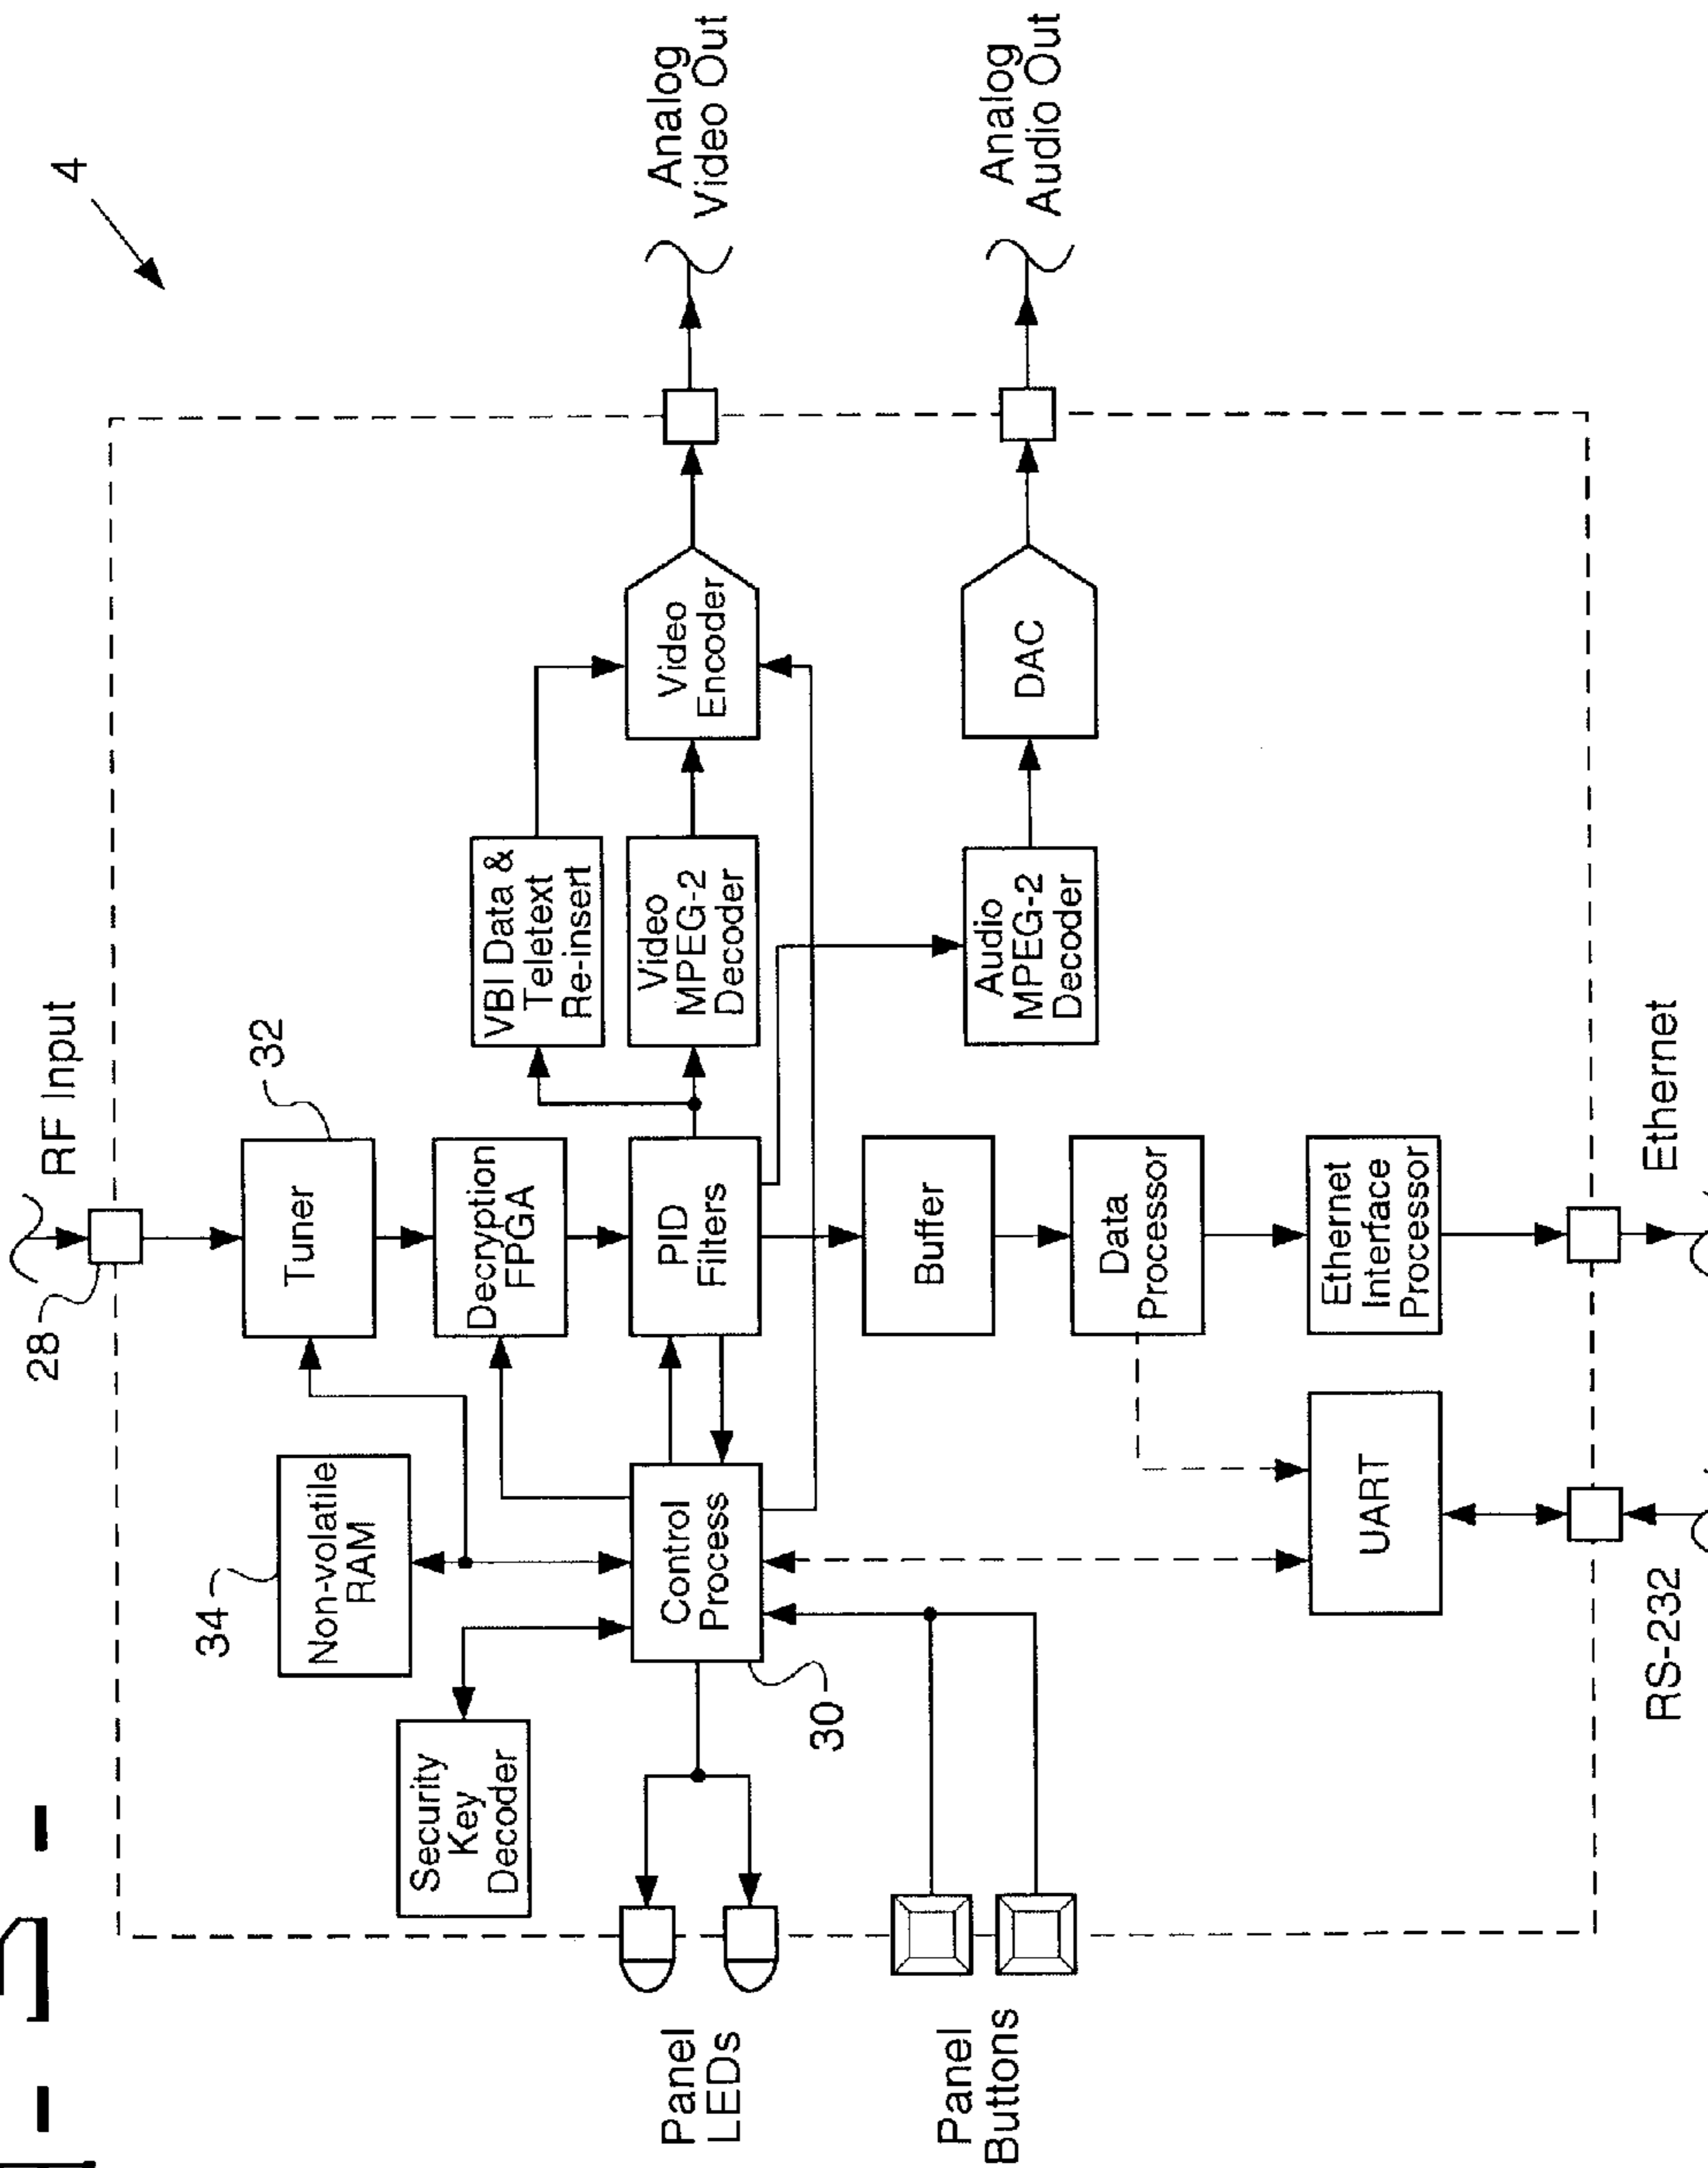 4
RF Input
28
32
Tuner
34
Non-volatile
RAM
Decryption
FPGA
Security
Key
Decoder
VBI Data &
Teletext
Re-insert
Control
Process
30
PID
Filters
Video
MPEG-2
Decoder
Video
Encoder
Analog
Video Out
Panel
LEDs
Buffer
Audio
MPEG-2
Decoder
DAC
Analog
Audio Out
Panel
Buttons
Data
Processor
UART
Ethernet
Interface
Processor
RS-232
Ethernet